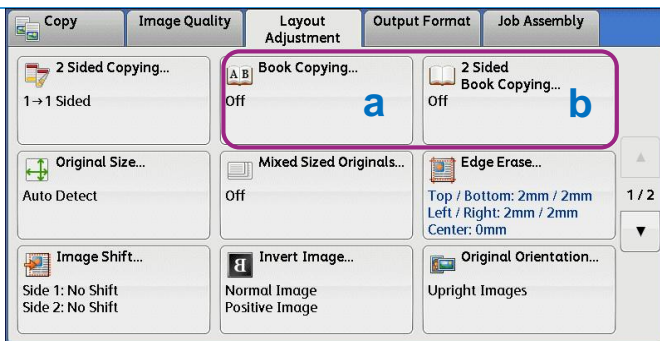 Copy
Image Quality
Layout
Adjustment
Output Format
Job Assembly
2 Sided Copying...
1→1 Sided
Book Copying...
Off
a
2 Sided
Book Copying...
Off
b
Original Size...
Auto Detect
Mixed Sized Originals...
Off
Edge Erase...
Top / Bottom: 2mm / 2mm
Left / Right: 2mm / 2mm
Center: 0mm
1 / 2
Image Shift...
Side 1: No Shift
Side 2: No Shift
Invert Image...
Normal Image
Positive Image
Original Orientation...
Upright Images